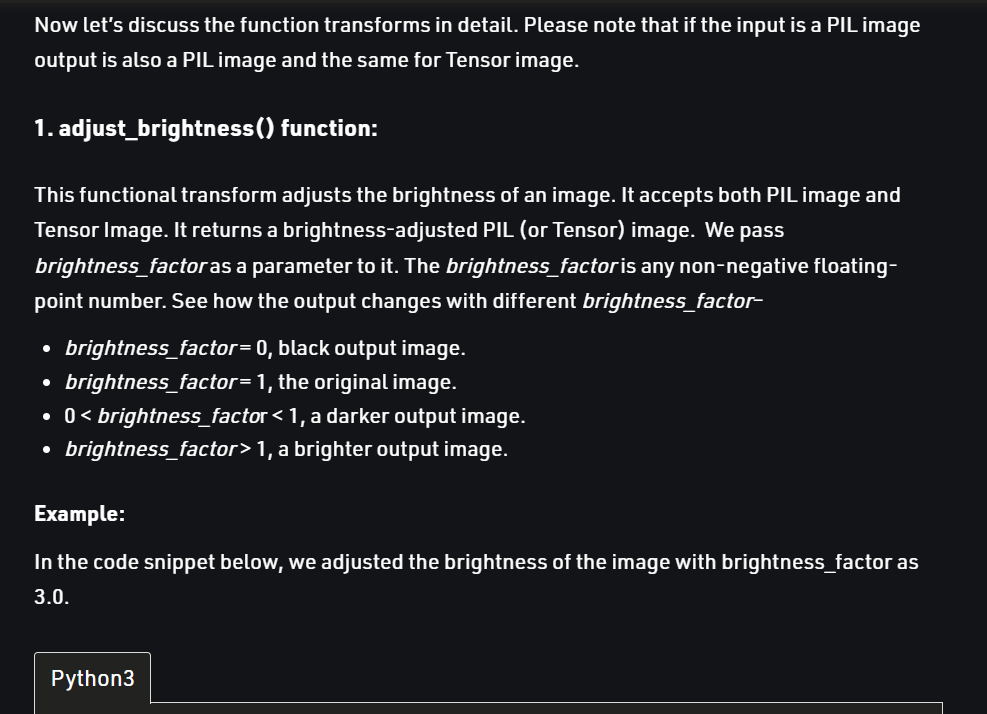 Now let's discuss the function transforms in detail. Please note that if the input is a PIL image
output is also a PIL image and the same for Tensor image.
1. adjust_brightness() function:
This functional transform adjusts the brightness of an image. It accepts both PIL image and
Tensor Image. It returns a brightness-adjusted PIL (or Tensor) image.  We pass
brightness_factor as a parameter to it. The brightness_factor is any non-negative floating-
point number. See how the output changes with different brightness_factor–
• brightness_factor = 0, black output image.
• brightness_factor = 1, the original image.
• 0 < brightness_factor < 1, a darker output image.
• brightness_factor > 1, a brighter output image.
Example:
In the code snippet below, we adjusted the brightness of the image with brightness_factor as
3.0.
Python3